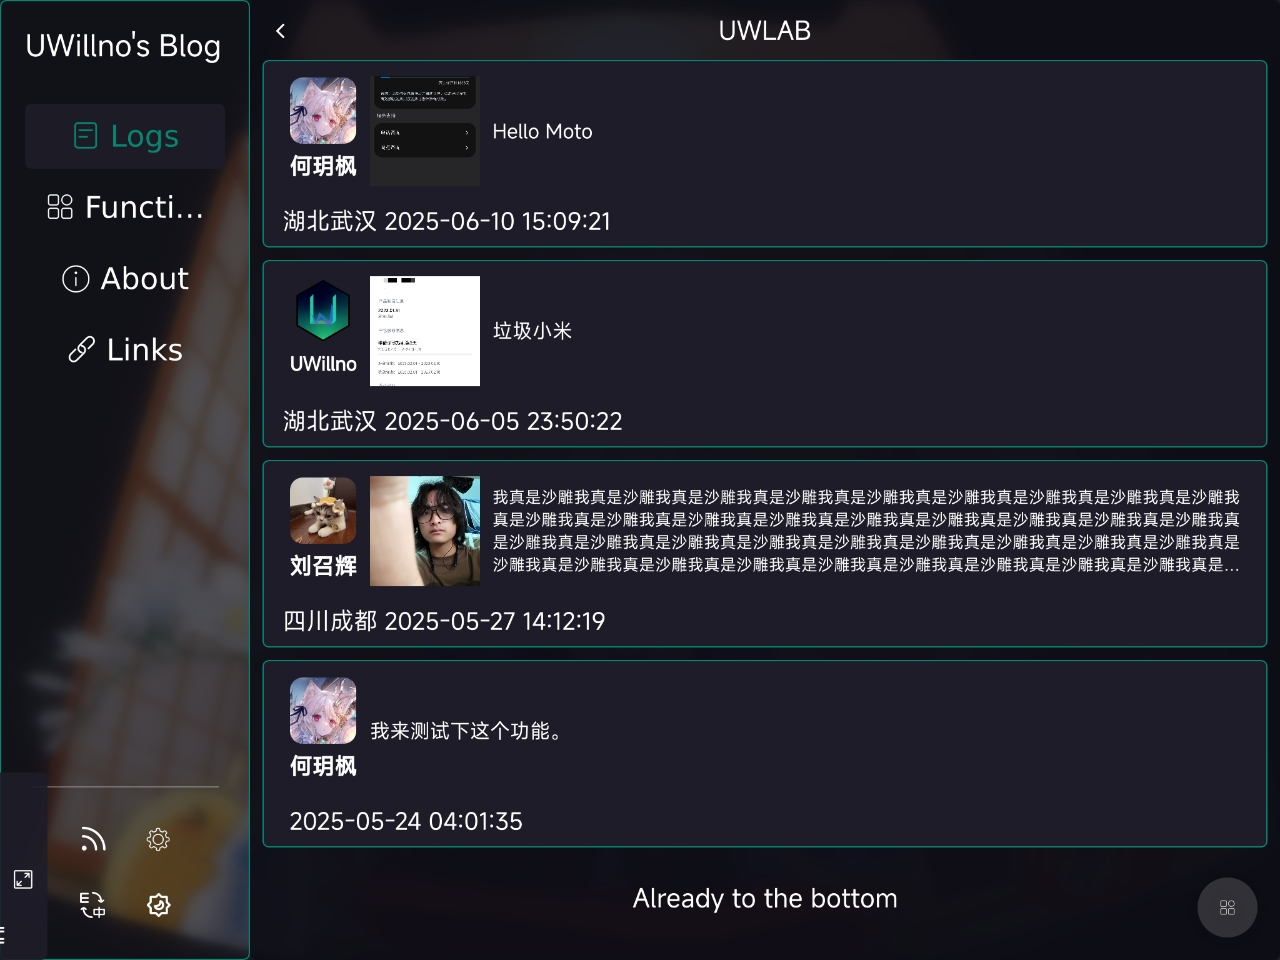 UWillno's Blog
Logs
Functi...
About
Links
UWLAB
何玥枫
Hello Moto
湖北武汉 2025-06-10 15:09:21
UWillno
垃圾小米
湖北武汉 2025-06-05 23:50:22
刘召辉
我真是沙雕我真是沙雕我真是沙雕我真是沙雕我真是沙雕我真是沙雕我真是沙雕我真是沙雕我真是沙雕我
真是沙雕我真是沙雕我真是沙雕我真是沙雕我真是沙雕我真是沙雕我真是沙雕我真是沙雕我真是沙雕我真
是沙雕我真是沙雕我真是沙雕我真是沙雕我真是沙雕我真是沙雕我真是沙雕我真是沙雕我真是沙雕我真是
沙雕我真是沙雕我真是沙雕我真是沙雕我真是沙雕我真是沙雕我真是沙雕我真是沙雕我真是沙雕我真是...
四川成都 2025-05-27 14:12:19
何玥枫
我来测试下这个功能。
2025-05-24 04:01:35
Already to the bottom